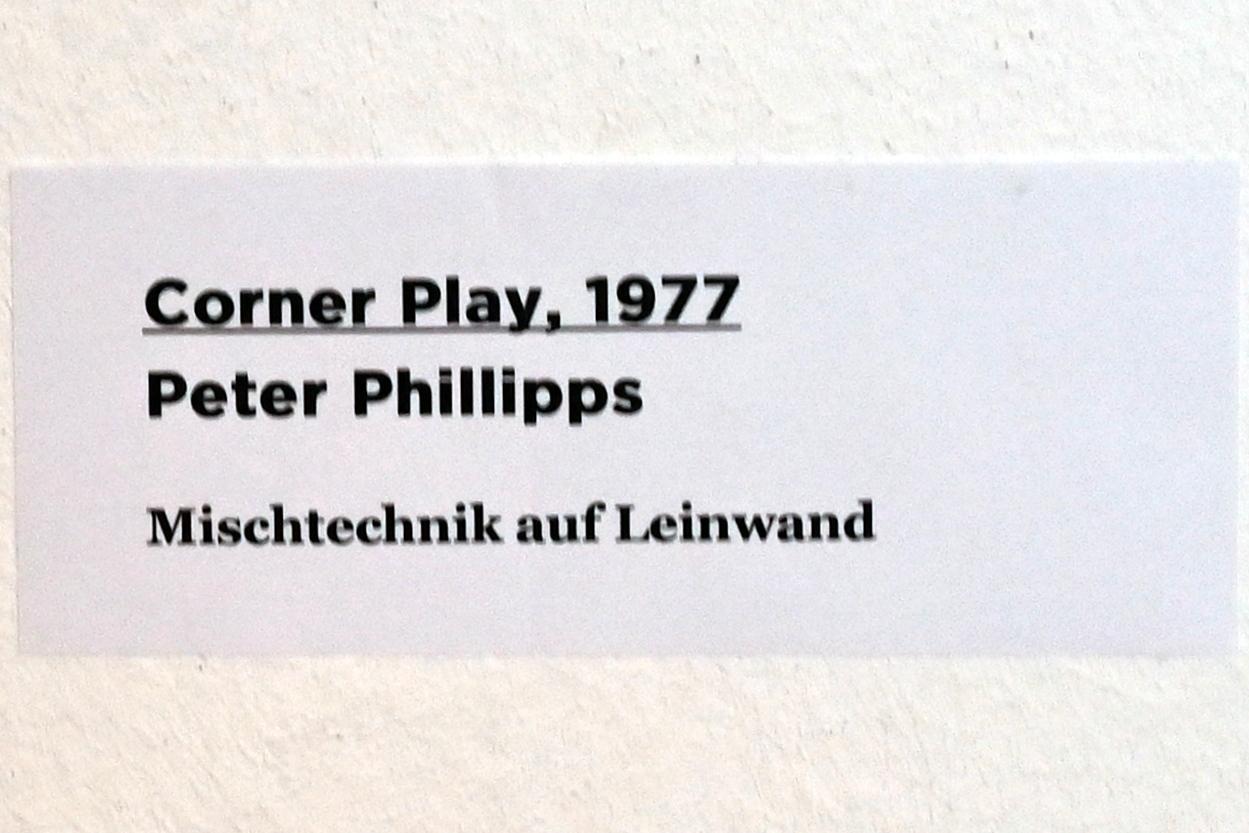 Corner Play, 1977
Peter Phillipps
Mischtechnik auf Leinwand